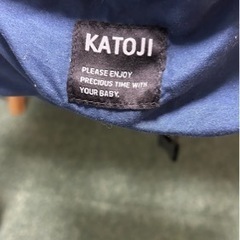 KATOJI
PLEASE ENJOY
PRECIOUS TIME WITH
YOUR BABY.